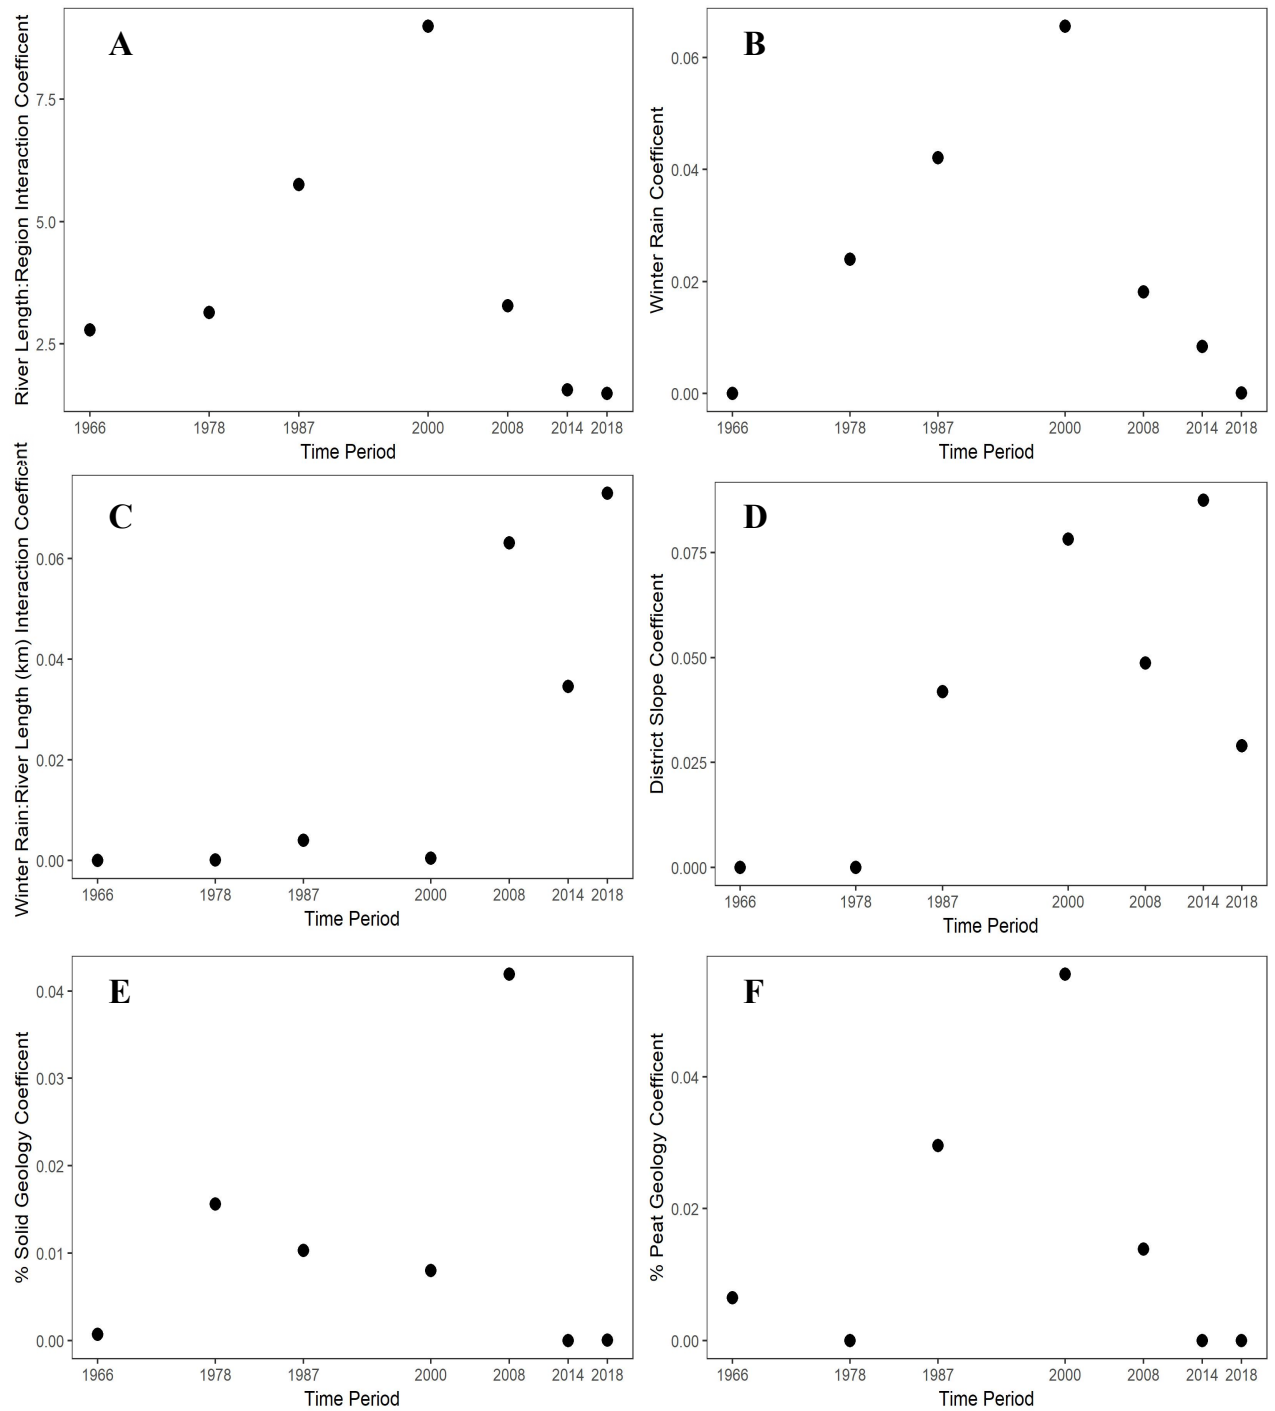 A
River Length:Region Interaction Coefficent
7.5
5.0
2.5
1966 1978 1987 2000 2008 2014 2018
Time Period
B
Winter Rain Coefficent
0.06
0.04
0.02
0.00
1966 1978 1987 2000 2008 2014 2018
Time Period
C
Winter Rain:River Length (km) Interaction Coefficent
0.06
0.04
0.02
0.00
1966 1978 1987 2000 2008 2014 2018
Time Period
D
District Slope Coefficent
0.075
0.050
0.025
0.000
1966 1978 1987 2000 2008 2014 2018
Time Period
E
% Solid Geology Coefficent
0.04
0.03
0.02
0.01
0.00
1966 1978 1987 2000 2008 2014 2018
Time Period
F
% Peat Geology Coefficent
0.04
0.02
0.00
1966 1978 1987 2000 2008 2014 2018
Time Period